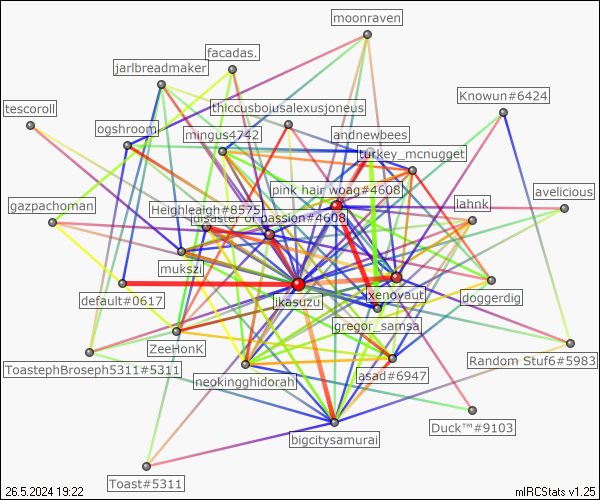 moonraven
facadas.
jarlbreadmaker
Knowun#6424
tescoroll
thiccusboiusalexusjoneus
ogshroom
mingus4742
andnewbees
turkey_mcnugget
pink hair woag#4608
avelicious
gazpachoman
Heighleaigh#8575
lahnk
disaster of passion#4608
mukszi
default#0617
ikasuzu
xenoyaut
doggerdig
gregor_samsa
ZeeHonK
Random Stuf6#5983
ToastephBroseph5311#5311
neokingghidorah
asad#6947
Duck™#9103
bigcitysamurai
Toast#5311
26.5.2024 19:22
mIRCStats v1.25